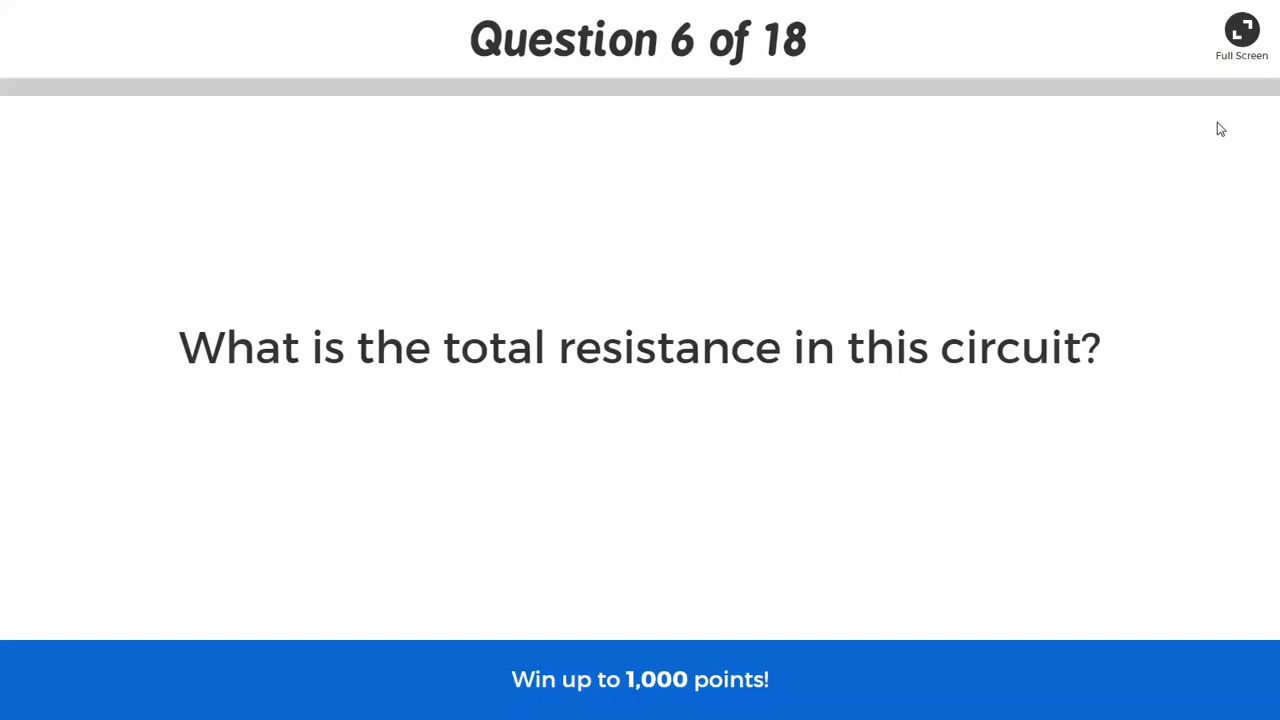 Question 6 of 18
Full Screen
What is the total resistance in this circuit?
Win up to 1,000 points!